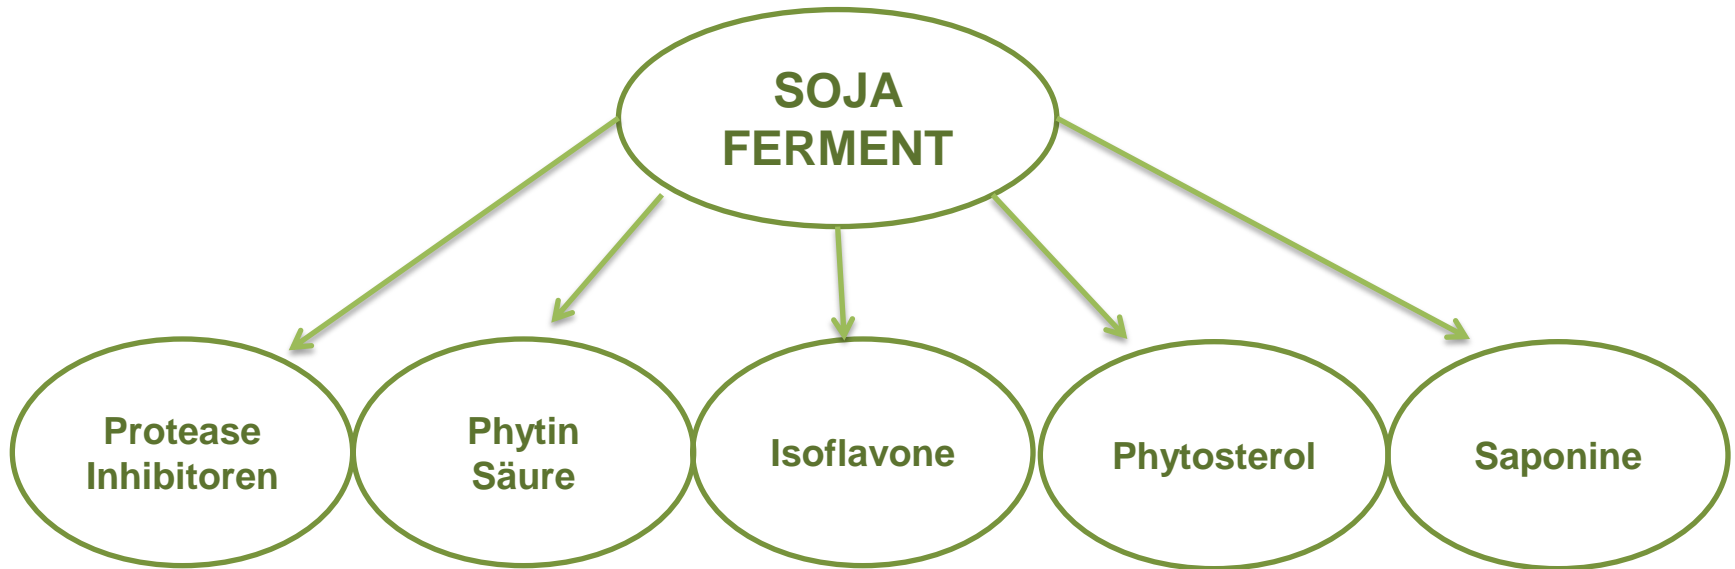 SOJA
FERMENT
Protease
Inhibitoren
Phytin
Säure
Isoflavone
Phytosterol
Saponine